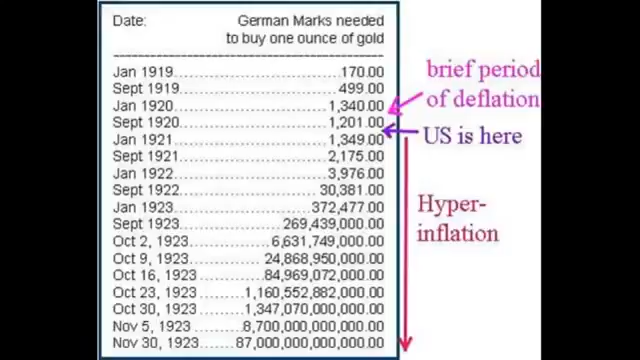 Date: German Marks needed
to buy one ounce of gold
Jan 1919..............................170.00
Sept 1919............................499.00
Jan 1920...........................1,340.00
Sept 1920.........................1,201.00
Jan 1921...........................1,349.00
Sept 1921.........................2,175.00
Jan 1922...........................3,976.00
Sept 1922.......................30,381.00
Jan 1923.......................372,477.00
Sept 1923................269,439,000.00
Oct 2, 1923............6,631,749,000.00
Oct 9, 1923...........24,868,950,000.00
Oct 16, 1923.........84,969,072,000.00
Oct 23, 1923.......1,160,552,882,000.00
Oct 30, 1923.......1,347,070,000,000.00
Nov 5, 1923........8,700,000,000,000.00
Nov 30, 1923......87,000,000,000,000.00
brief period
of deflation
US is here
Hyper-
inflation